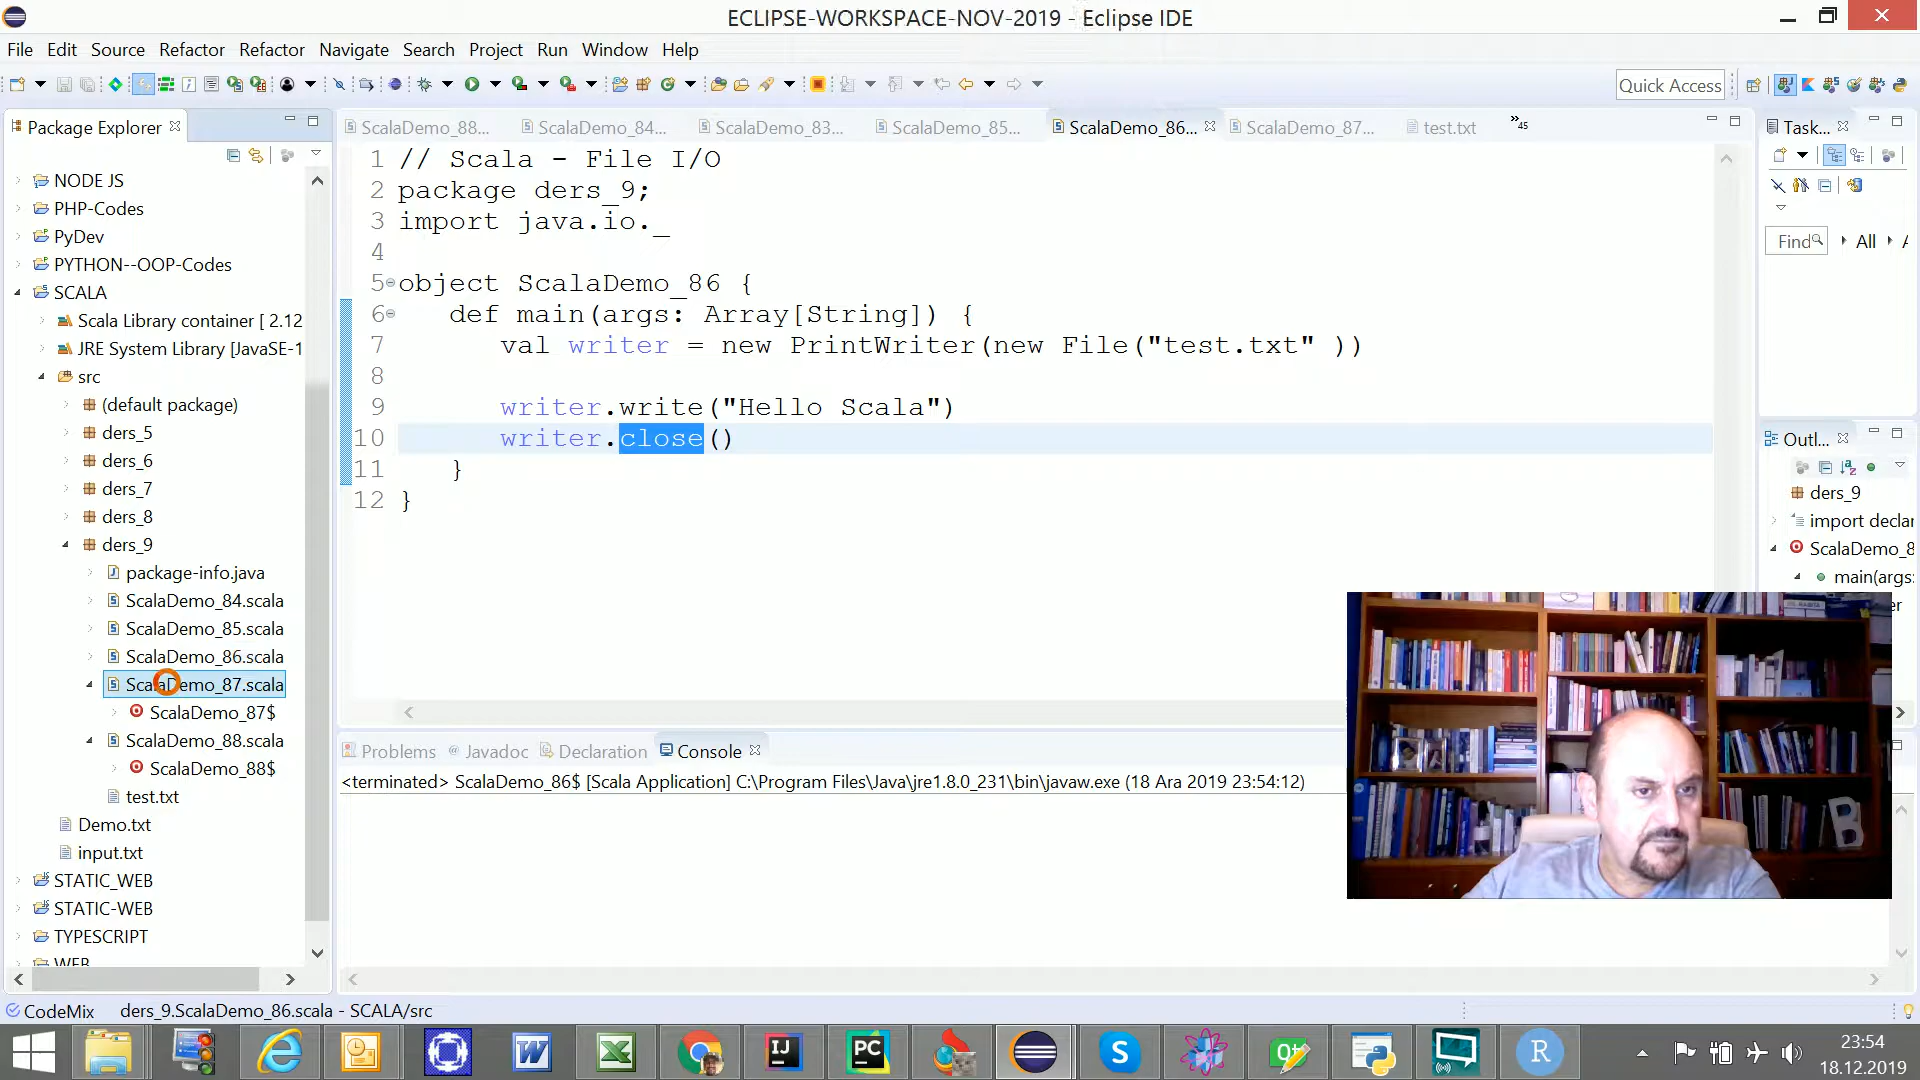 ECLIPSE-WORKSPACE-NOV-2019 - Eclipse IDE
File Edit Source Refactor Refactor Navigate Search Project Run Window Help
Quick Access
Package Explorer
NODE JS
PHP-Codes
PyDev
PYTHON--OOP-Codes
SCALA
Scala Library container [ 2.12
JRE System Library [JavaSE-1
src
(default package)
ders_5
ders_6
ders_7
ders_8
ders_9
package-info.java
ScalaDemo_84.scala
ScalaDemo_85.scala
ScalaDemo_86.scala
ScalaDemo_87.scala
ScalaDemo_87$
ScalaDemo_88.scala
ScalaDemo_88$
test.txt
Demo.txt
input.txt
STATIC_WEB
STATIC-WEB
TYPESCRIPT
WEB
ScalaDemo_88... ScalaDemo_84... ScalaDemo_83... ScalaDemo_85... ScalaDemo_86... ScalaDemo_87... test.txt »45
1 // Scala - File I/O
2 package ders_9;
3 import java.io._
4
5 object ScalaDemo_86 {
6 def main(args: Array[String]) {
7 val writer = new PrintWriter(new File("test.txt" ))
8
9 writer.write("Hello Scala")
10 writer.close()
11 }
12 }
Problems @ Javadoc Declaration Console
<terminated> ScalaDemo_86$ [Scala Application] C:\Program Files\Java\jre1.8.0_231\bin\javaw.exe (18 Ara 2019 23:54:12)
Task...
Find All
Outl...
ders_9
import declar
ScalaDemo_8
main(args:
CodeMix ders_9.ScalaDemo_86.scala - SCALA/src
23:54
18.12.2019